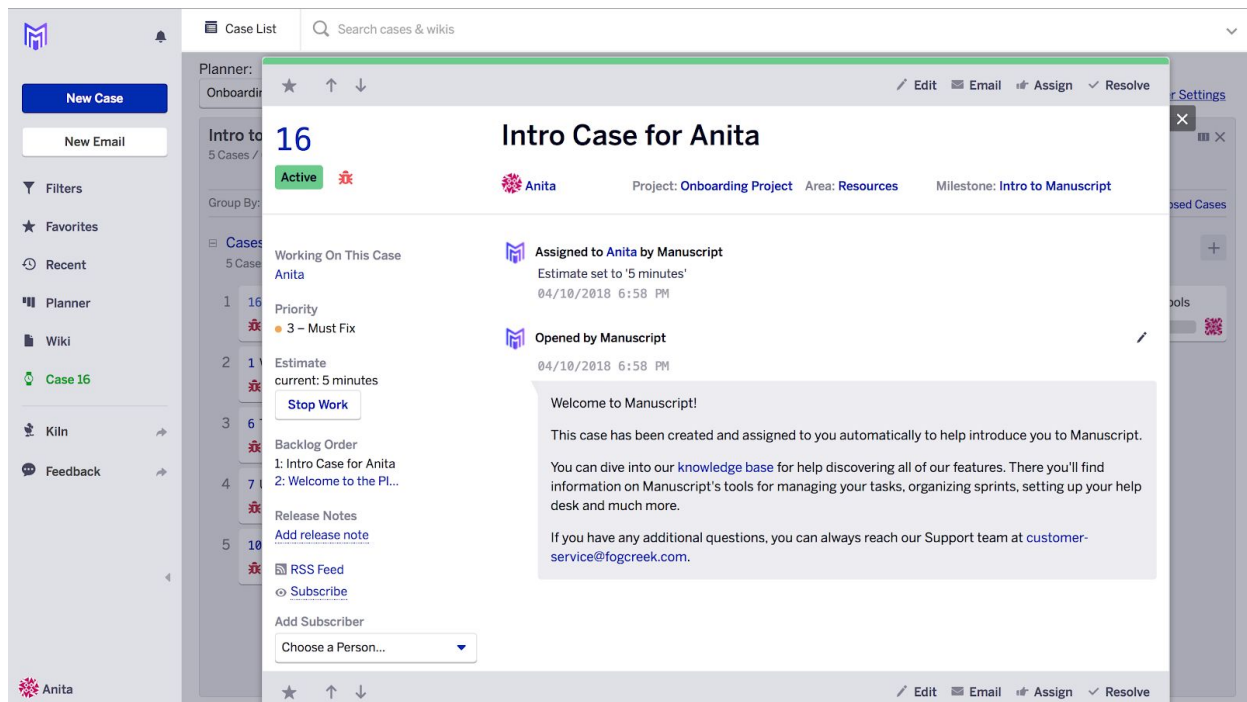 Case List
Search cases & wikis
New Case
New Email
Filters
Favorites
Recent
Planner
Wiki
Case 16
Kiln
Feedback
Anita
Planner:
Settings
Intro to
5 Cases /
Group By:
Cases
Cases
5 Case
1 16
2 1
3 6
4 7
5 10
Edit Email Assign Resolve
16
Active
Intro Case for Anita
Anita Project: Onboarding Project Area: Resources Milestone: Intro to Manuscript
Working On This Case
Anita
Priority
3 – Must Fix
Estimate
current: 5 minutes
Stop Work
Backlog Order
1: Intro Case for Anita
2: Welcome to the Pl...
Release Notes
Add release note
RSS Feed
Subscribe
Add Subscriber
Choose a Person...
Assigned to Anita by Manuscript
Estimate set to '5 minutes'
04/10/2018 6:58 PM
Opened by Manuscript
04/10/2018 6:58 PM
Welcome to Manuscript!
This case has been created and assigned to you automatically to help introduce you to Manuscript.
You can dive into our knowledge base for help discovering all of our features. There you'll find
information on Manuscript's tools for managing your tasks, organizing sprints, setting up your help
desk and much more.
If you have any additional questions, you can always reach our Support team at customer-
service@fogcreek.com.
Edit Email Assign Resolve